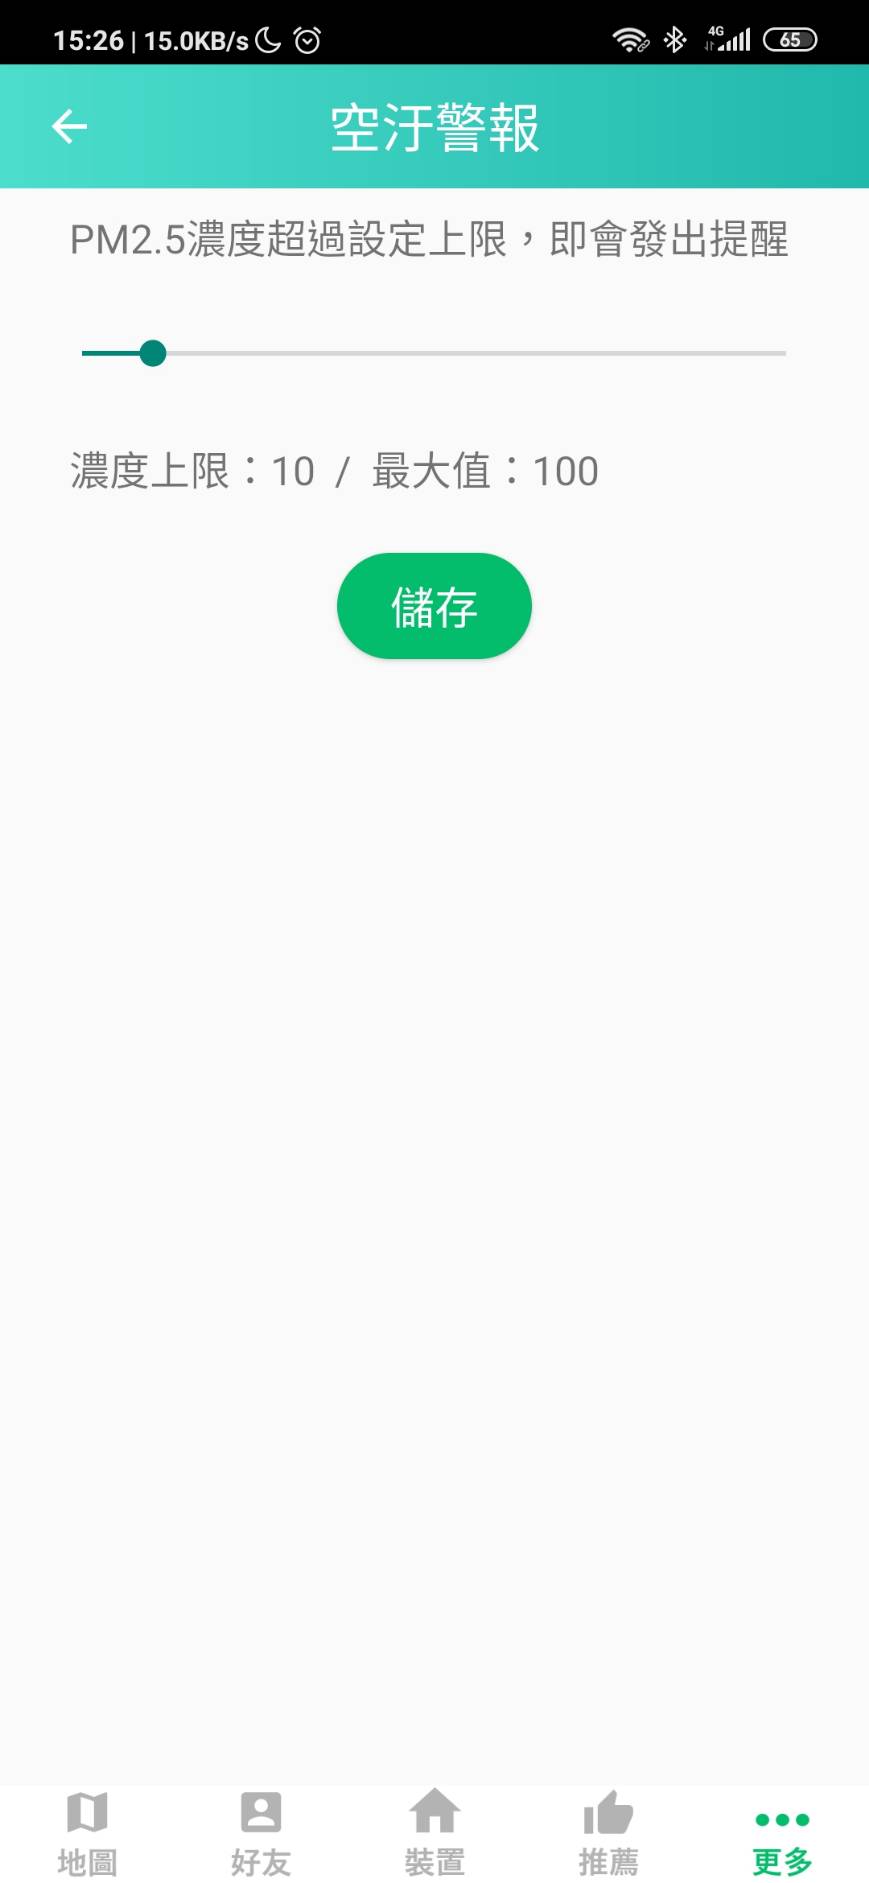 15:26 | 15.0KB/s 4G 65
空汙警報
PM2.5濃度超過設定上限，即會發出提醒
濃度上限：10 / 最大值：100
儲存
地圖 好友 裝置 推薦 更多